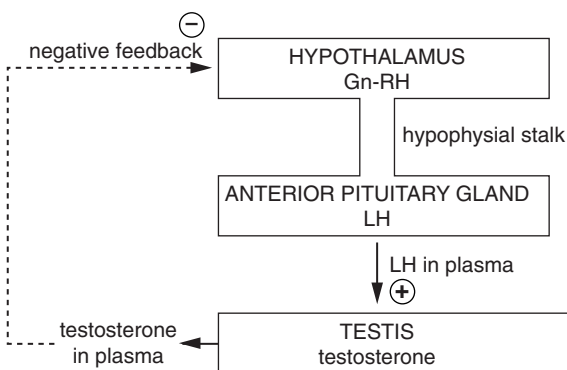 −
negative feedback
HYPOTHALAMUS
Gn-RH
hypophysial stalk
ANTERIOR PITUITARY GLAND
LH
LH in plasma
+
testosterone
in plasma
TESTIS
testosterone